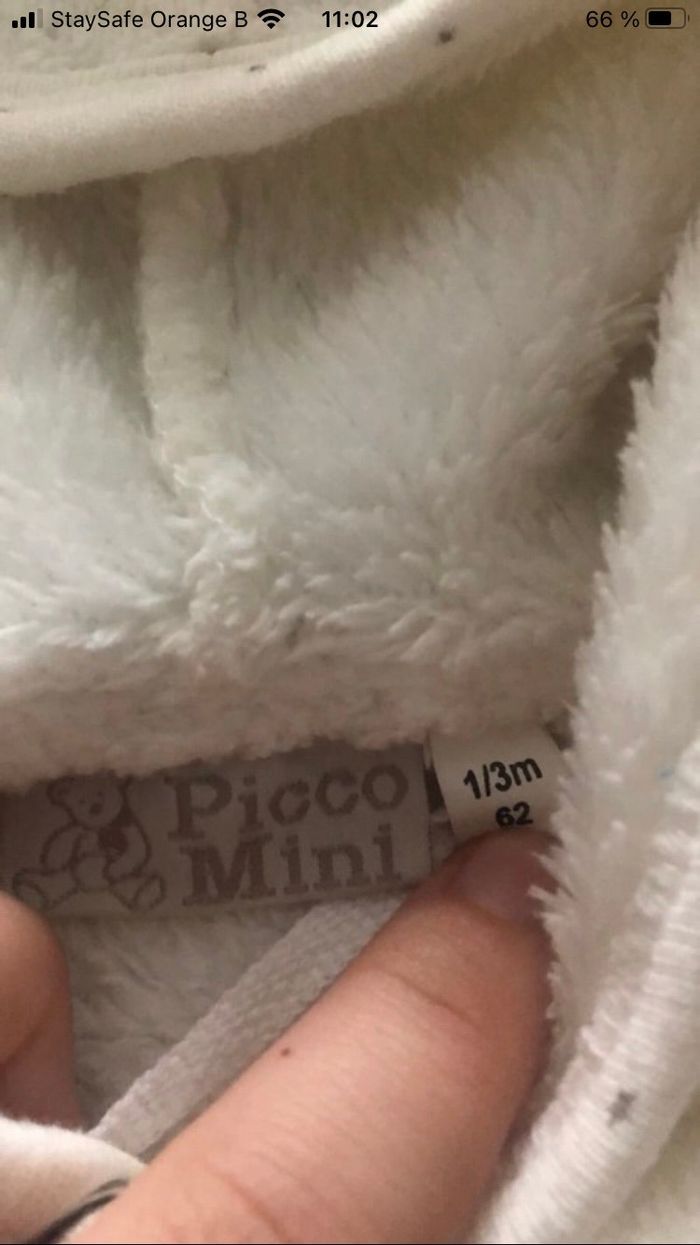 StaySafe Orange B 11:02 66 %
Picco
Mini
1/3m
62